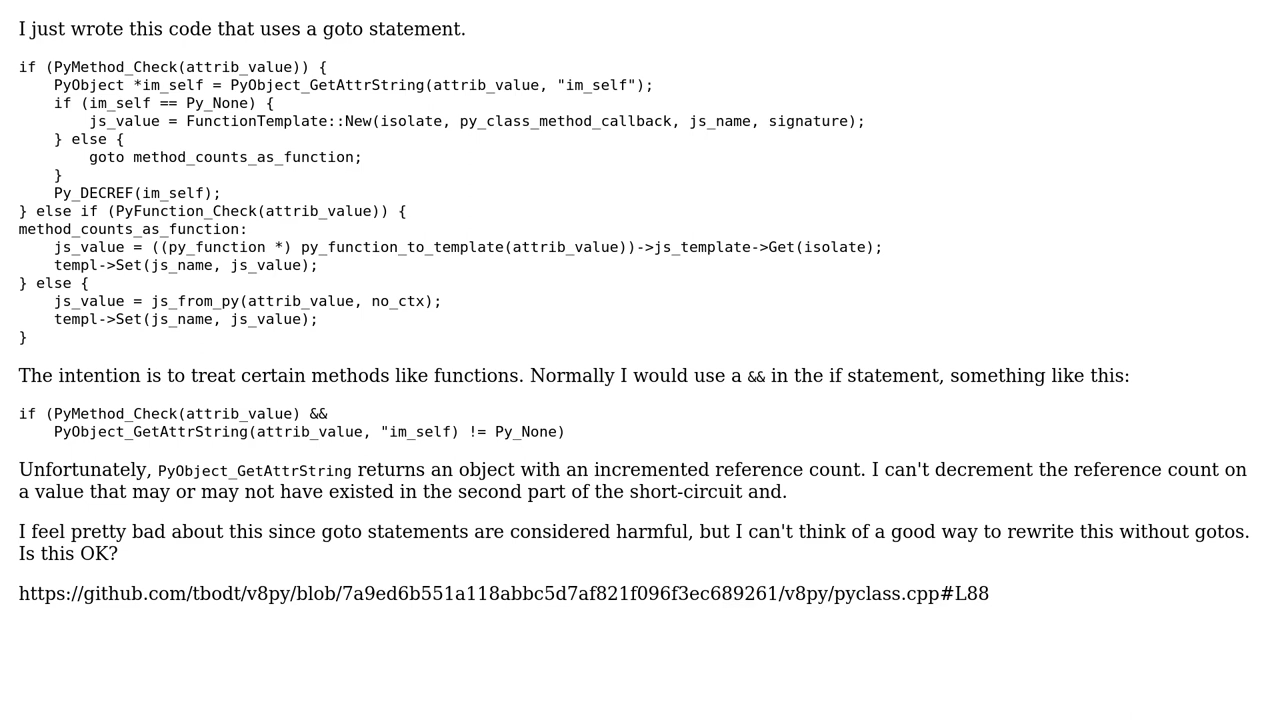 I just wrote this code that uses a goto statement.
if (PyMethod_Check(attrib_value)) {
    PyObject *im_self = PyObject_GetAttrString(attrib_value, "im_self");
    if (im_self == Py_None) {
        js_value = FunctionTemplate::New(isolate, py_class_method_callback, js_name, signature);
    } else {
        goto method_counts_as_function;
    }
    Py_DECREF(im_self);
} else if (PyFunction_Check(attrib_value)) {
method_counts_as_function:
    js_value = ((py_function *) py_function_to_template(attrib_value))->js_template->Get(isolate);
    templ->Set(js_name, js_value);
} else {
    js_value = js_from_py(attrib_value, no_ctx);
    templ->Set(js_name, js_value);
}
The intention is to treat certain methods like functions. Normally I would use a && in the if statement, something like this:
if (PyMethod_Check(attrib_value) &&
    PyObject_GetAttrString(attrib_value, "im_self) != Py_None)
Unfortunately, PyObject_GetAttrString returns an object with an incremented reference count. I can't decrement the reference count on
a value that may or may not have existed in the second part of the short-circuit and.
I feel pretty bad about this since goto statements are considered harmful, but I can't think of a good way to rewrite this without gotos.
Is this OK?
https://github.com/tbodt/v8py/blob/7a9ed6b551a118abbc5d7af821f096f3ec689261/v8py/pyclass.cpp#L88